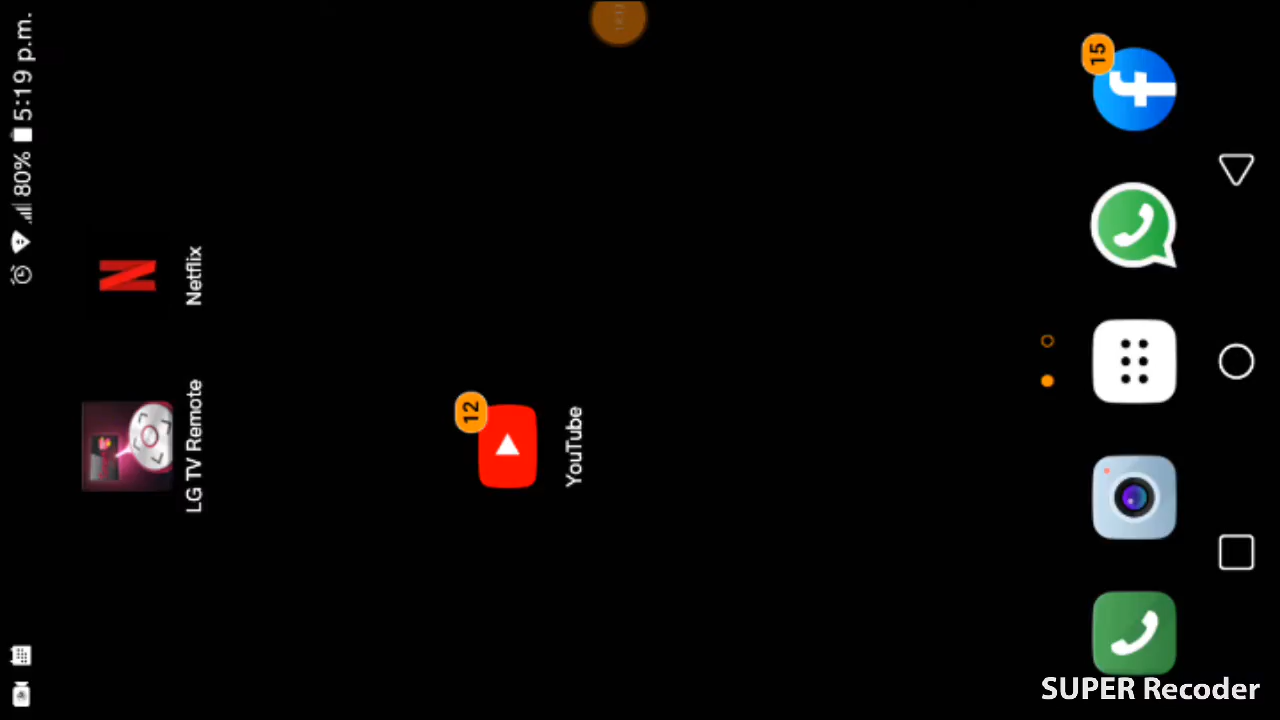 80% 5:19 p.m.
LG TV Remote
Netflix
12
YouTube
15
SUPER Recoder